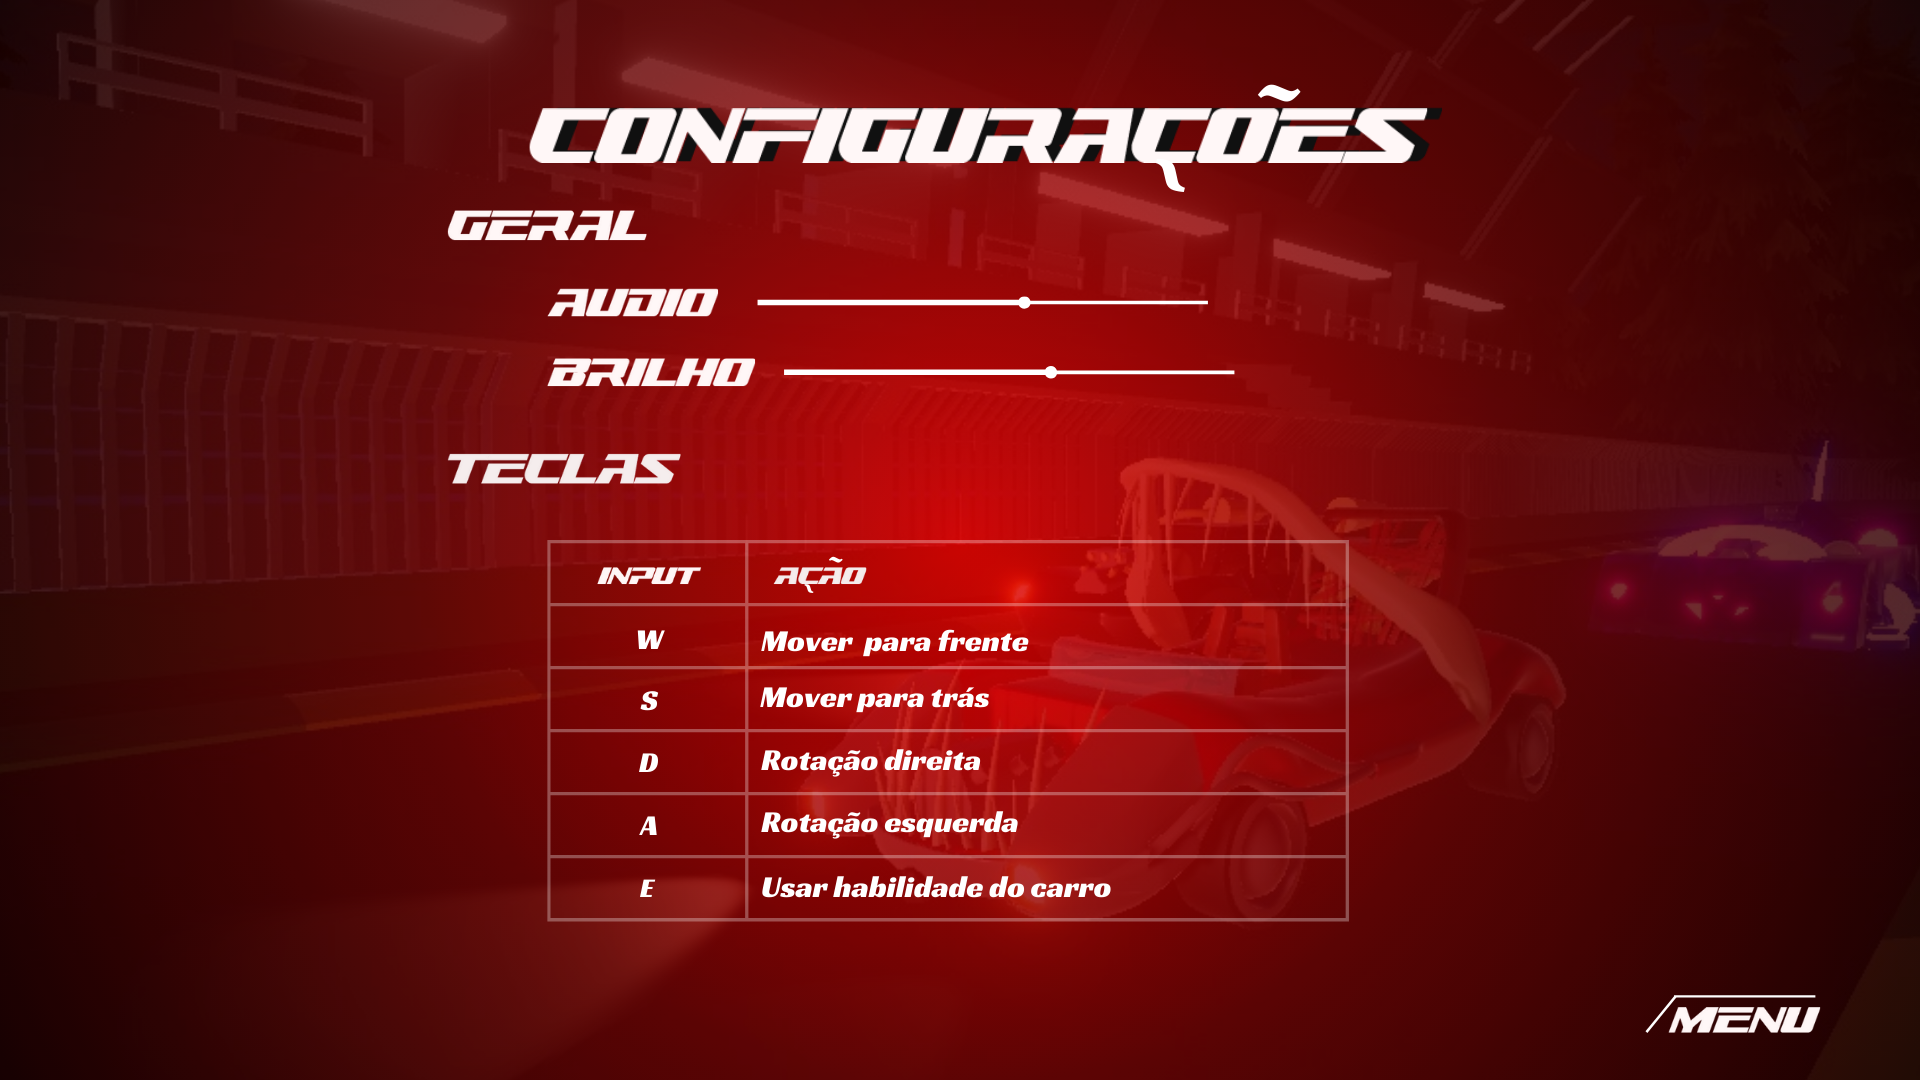 CONFIGURAÇÕES
GERAL
AUDIO
BRILHO
TECLAS
INPUT AÇÃO
W Mover para frente
S Mover para trás
D Rotação direita
A Rotação esquerda
E Usar habilidade do carro
MENU